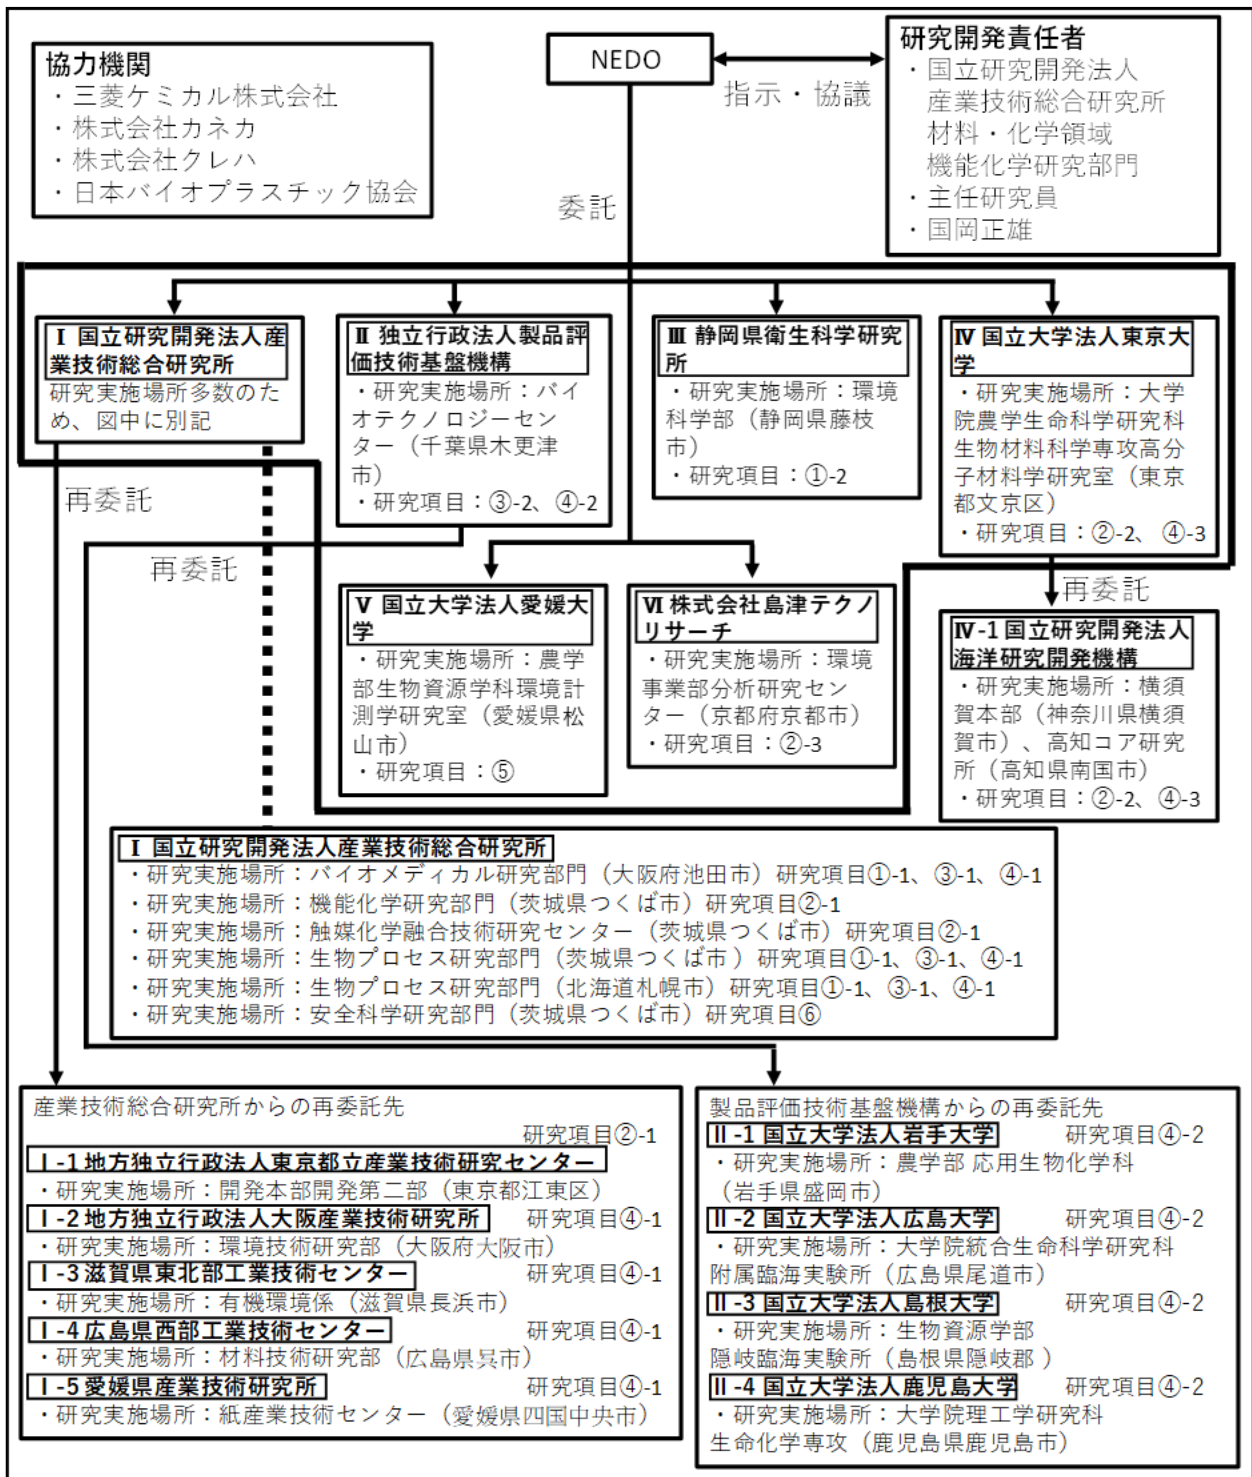 協力機関
・三菱ケミカル株式会社
・株式会社カネカ
・株式会社クレハ
・日本バイオプラスチック協会
NEDO
指示・協議
研究開発責任者
・国立研究開発法人
産業技術総合研究所
材料・化学領域
機能化学研究部門
・主任研究員
・国岡正雄
委託
Ⅰ 国立研究開発法人産
業技術総合研究所
研究実施場所多数のた
め、図中に別記
Ⅱ 独立行政法人製品評
価技術基盤機構
・研究実施場所：バイ
オテクノロジーセン
ター（千葉県木更津
市）
・研究項目：③-2、④-2
Ⅲ 静岡県衛生科学研究
所
・研究実施場所：環境
科学部（静岡県藤枝
市）
・研究項目：①-2
Ⅳ 国立大学法人東京大
学
・研究実施場所：大学
院農学生命科学研究科
生物材料科学専攻高分
子材料学研究室（東京
都文京区）
・研究項目：②-2、④-3
再委託
再委託
再委託
Ⅴ 国立大学法人愛媛大
学
・研究実施場所：農学
部生物資源学科環境計
測学研究室（愛媛県松
山市）
・研究項目：⑤
Ⅵ 株式会社島津テクノ
リサーチ
・研究実施場所：環境
事業部分析研究セン
ター（京都府京都市）
・研究項目：②-3
Ⅳ-1 国立研究開発法人
海洋研究開発機構
・研究実施場所：横須
賀本部（神奈川県横須
賀市）、高知コア研究
所（高知県南国市）
・研究項目：②-2、④-3
Ⅰ 国立研究開発法人産業技術総合研究所
・研究実施場所：バイオメディカル研究部門（大阪府池田市）研究項目①-1、③-1、④-1
・研究実施場所：機能化学研究部門（茨城県つくば市）研究項目②-1
・研究実施場所：触媒化学融合技術研究センター（茨城県つくば市）研究項目②-1
・研究実施場所：生物プロセス研究部門（茨城県つくば市 ）研究項目①-1、③-1、④-1
・研究実施場所：生物プロセス研究部門（北海道札幌市）研究項目①-1、③-1、④-1
・研究実施場所：安全科学研究部門（茨城県つくば市）研究項目⑥
産業技術総合研究所からの再委託先
研究項目②-1
Ⅰ-1 地方独立行政法人東京都立産業技術研究センター
・研究実施場所：開発本部開発第二部（東京都江東区）
Ⅰ-2 地方独立行政法人大阪産業技術研究所 研究項目④-1
・研究実施場所：環境技術研究部（大阪府大阪市）
Ⅰ-3 滋賀県東北部工業技術センター 研究項目④-1
・研究実施場所：有機環境係（滋賀県長浜市）
Ⅰ-4 広島県西部工業技術センター 研究項目④-1
・研究実施場所：材料技術研究部（広島県呉市）
Ⅰ-5 愛媛県産業技術研究所 研究項目④-1
・研究実施場所：紙産業技術センター（愛媛県四国中央市）
製品評価技術基盤機構からの再委託先
Ⅱ-1 国立大学法人岩手大学 研究項目④-2
・研究実施場所：農学部 応用生物化学科
（岩手県盛岡市）
Ⅱ-2 国立大学法人広島大学 研究項目④-2
・研究実施場所：大学院統合生命科学研究科
附属臨海実験所（広島県尾道市）
Ⅱ-3 国立大学法人島根大学 研究項目④-2
・研究実施場所：生物資源学部
隠岐臨海実験所（島根県隠岐郡 ）
Ⅱ-4 国立大学法人鹿児島大学 研究項目④-2
・研究実施場所：大学院理工学研究科
生命化学専攻（鹿児島県鹿児島市）